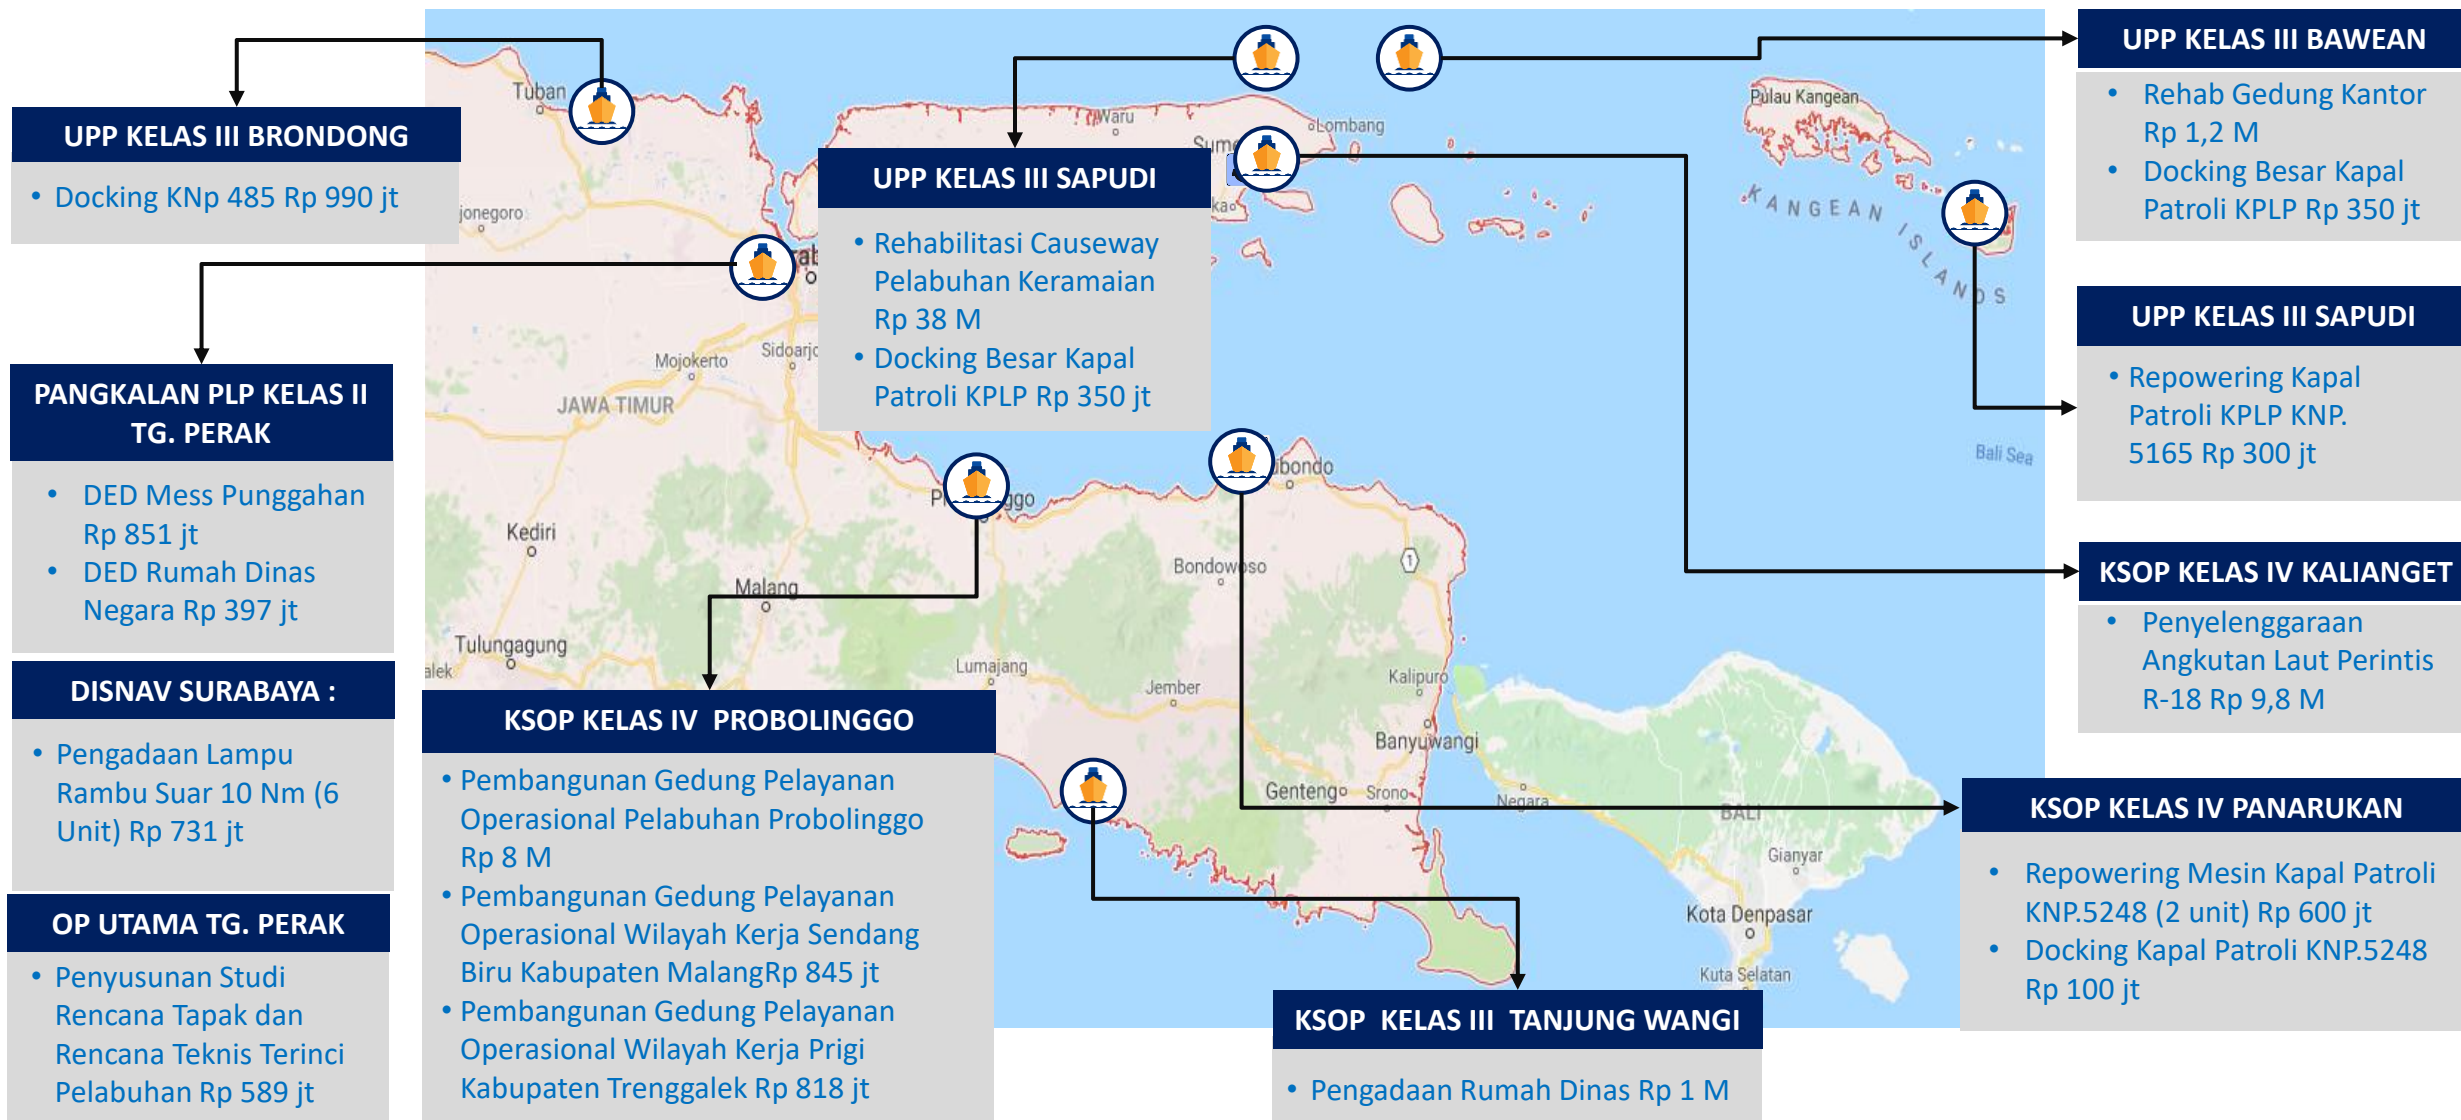 UPP KELAS III BRONDONG
• Docking KNp 485 Rp 990 jt
PANGKALAN PLP KELAS II
TG. PERAK
• DED Mess Punggahan
Rp 851 jt
• DED Rumah Dinas
Negara Rp 397 jt
DISNAV SURABAYA :
• Pengadaan Lampu
Rambu Suar 10 Nm (6
Unit) Rp 731 jt
OP UTAMA TG. PERAK
• Penyusunan Studi
Rencana Tapak dan
Rencana Teknis Terinci
Pelabuhan Rp 589 jt
UPP KELAS III SAPUDI
• Rehabilitasi Causeway
Pelabuhan Keramaian
Rp 38 M
• Docking Besar Kapal
Patroli KPLP Rp 350 jt
KSOP KELAS IV  PROBOLINGGO
• Pembangunan Gedung Pelayanan
Operasional Pelabuhan Probolinggo
Rp 8 M
• Pembangunan Gedung Pelayanan
Operasional Wilayah Kerja Sendang
Biru Kabupaten MalangRp 845 jt
• Pembangunan Gedung Pelayanan
Operasional Wilayah Kerja Prigi
Kabupaten Trenggalek Rp 818 jt
KSOP  KELAS III  TANJUNG WANGI
• Pengadaan Rumah Dinas Rp 1 M
UPP KELAS III BAWEAN
• Rehab Gedung Kantor
Rp 1,2 M
• Docking Besar Kapal
Patroli KPLP Rp 350 jt
UPP KELAS III SAPUDI
• Repowering Kapal
Patroli KPLP KNP.
5165 Rp 300 jt
KSOP KELAS IV KALIANGET
• Penyelenggaraan
Angkutan Laut Perintis
R-18 Rp 9,8 M
KSOP KELAS IV PANARUKAN
• Repowering Mesin Kapal Patroli
KNP.5248 (2 unit) Rp 600 jt
• Docking Kapal Patroli KNP.5248
Rp 100 jt
Tuban
jonegoro
Mojokerto
Sidoarjo
JAWA TIMUR
Kediri
Malang
Tulungagung
alek
Lumajang
Jember
Waru
Lombang
Pulau Kangean
KANGEAN ISLANDS
Bali Sea
ibondo
Bondowoso
1
Kalipuro
Banyuwangi
Genteng
Srono
Negara
BALI
Gianyar
Kota Denpasar
Kuta Selatan